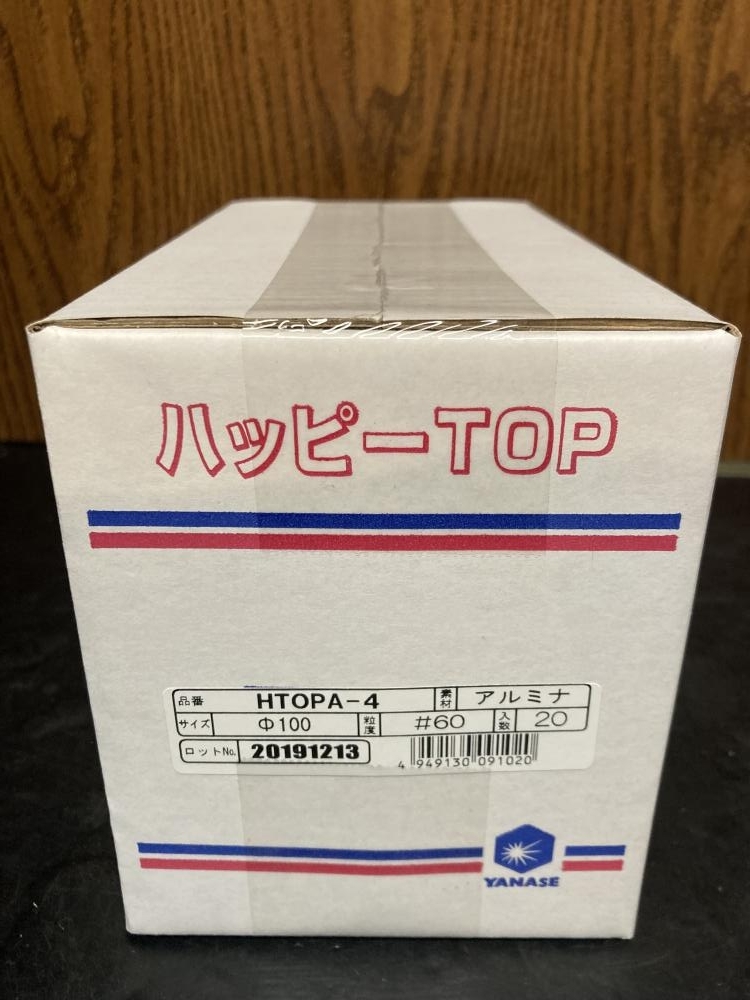 ハッピーTOP
品番 HTOPA-4 素材 アルミナ
サイズ Φ100 粒度 #60 入数 20
ロットNo. 20191213
4 949130 091020
YANASE